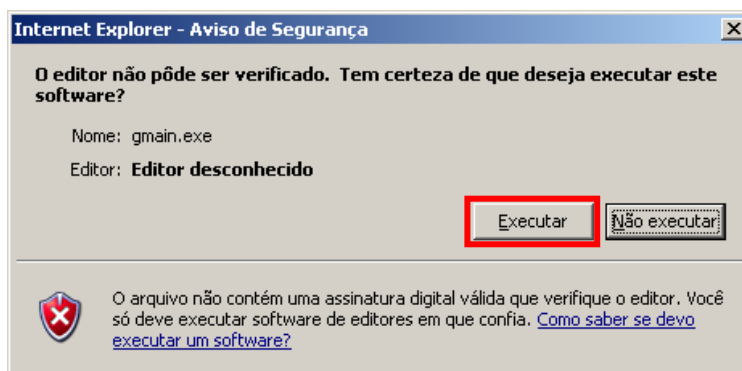 Internet Explorer - Aviso de Segurança
O editor não pôde ser verificado. Tem certeza de que deseja executar este
software?
Nome: gmain.exe
Editor: Editor desconhecido
Executar
Não executar
O arquivo não contém uma assinatura digital válida que verifique o editor. Você
só deve executar software de editores em que confia. Como saber se devo
executar um software?